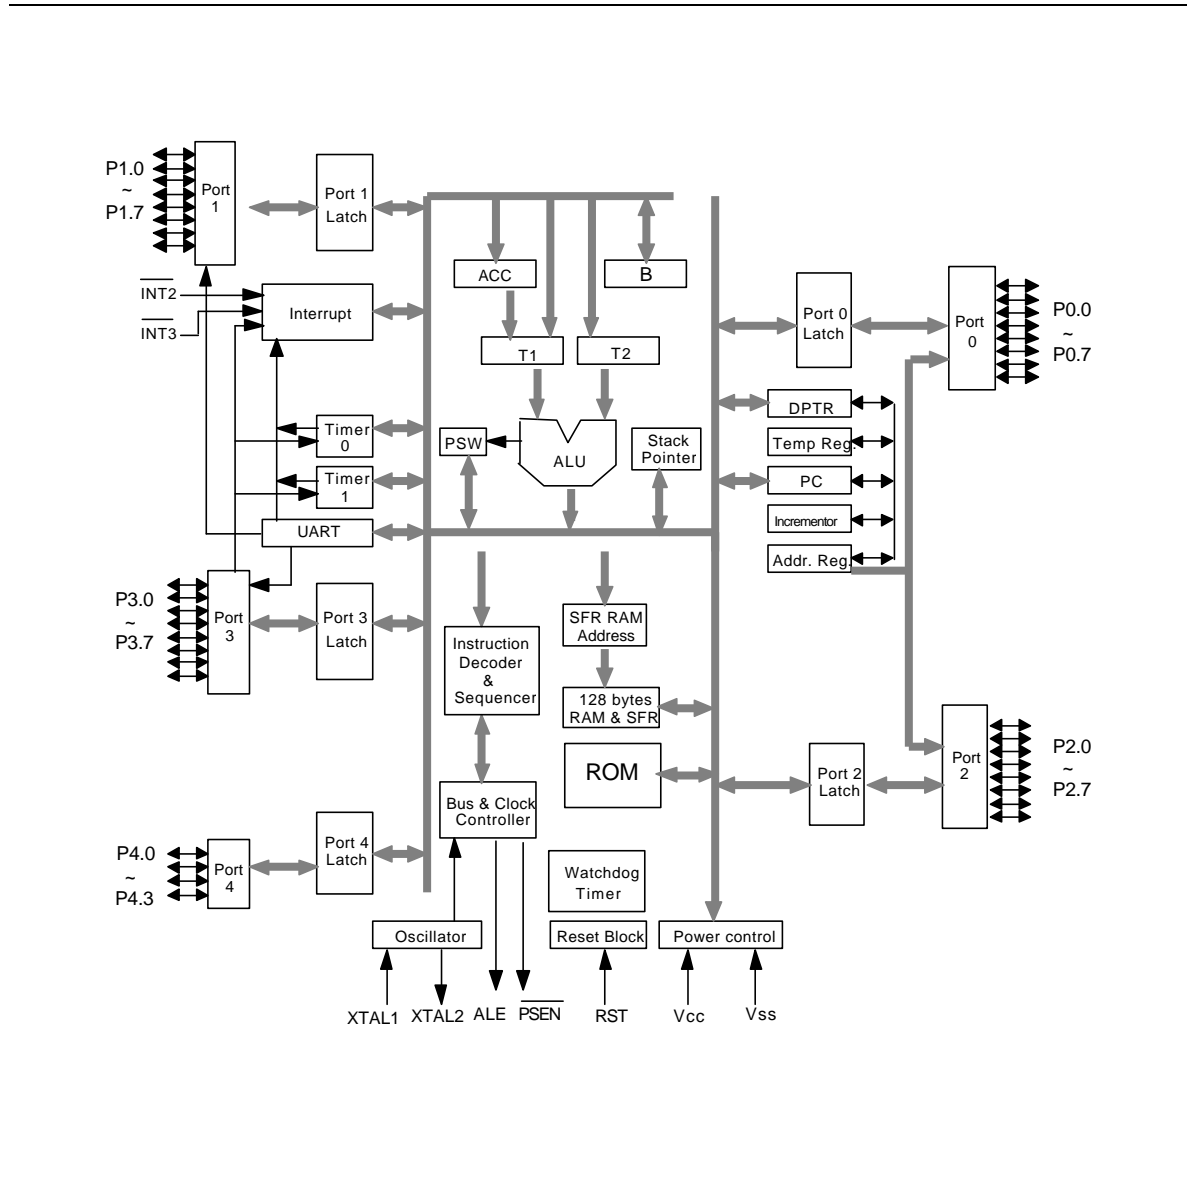 P1.0
~
P1.7
Port
1
Port 1
Latch
INT2
INT3
Interrupt
Timer
0
Timer
1
UART
P3.0
~
P3.7
Port
3
Port 3
Latch
P4.0
~
P4.3
Port
4
Port 4
Latch
ACC
B
T1
T2
PSW
ALU
Stack
Pointer
Instruction
Decoder
&
Sequencer
SFR RAM
Address
128 bytes
RAM & SFR
ROM
Bus & Clock
Controller
Watchdog
Timer
Oscillator
Reset Block
Power control
XTAL1
XTAL2
ALE
PSEN
RST
Vcc
Vss
Port 0
Latch
Port
0
P0.0
~
P0.7
DPTR
Temp Reg.
PC
Incrementor
Addr. Reg.
Port 2
Latch
Port
2
P2.0
~
P2.7